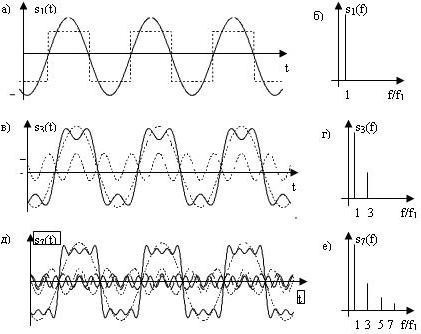 а) s₁(t) б) s₁(f)
t
1 f/f₁
в) s₃(t) г) s₃(f)
t
1 3 f/f₁
д) s₇(t) е) s₇(f)
t
1 3 5 7 f/f₁